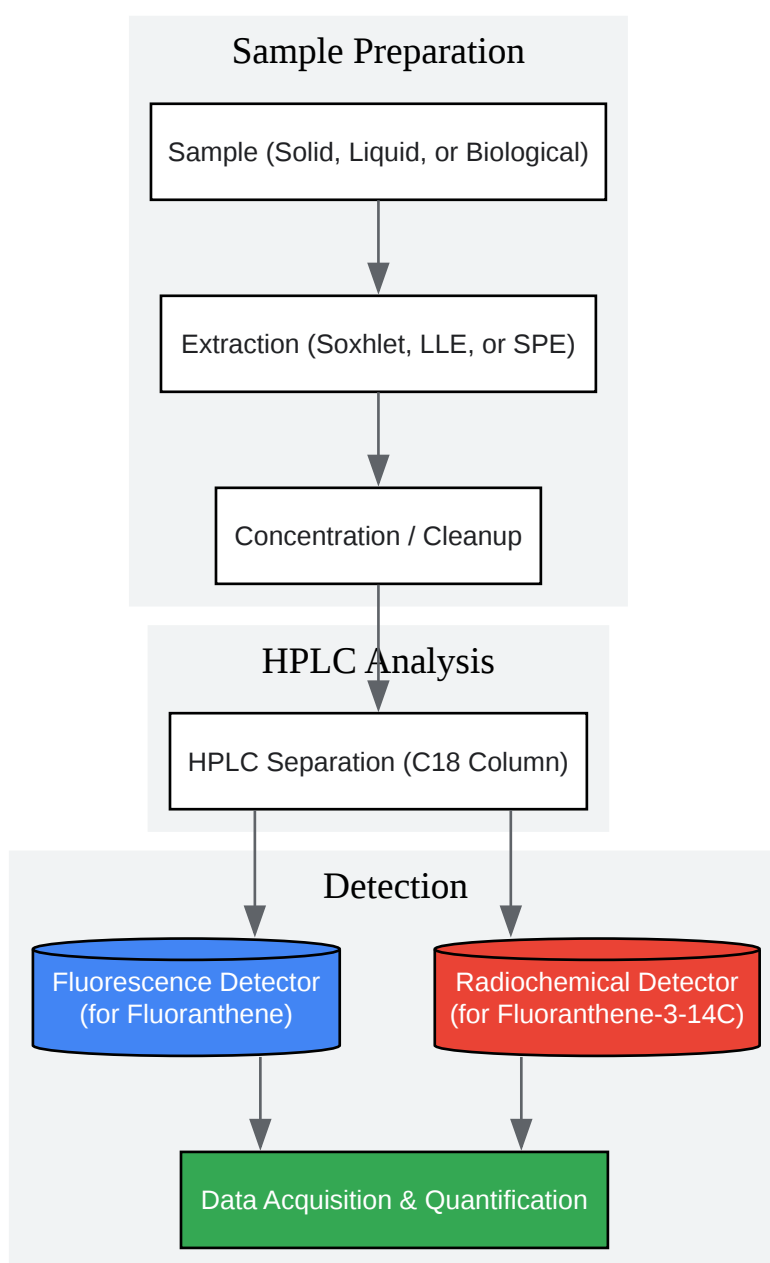 Sample Preparation
Sample (Solid, Liquid, or Biological)
Extraction (Soxhlet, LLE, or SPE)
Concentration / Cleanup
HPLC Analysis
HPLC Separation (C18 Column)
Detection
Fluorescence Detector
(for Fluoranthene)
Radiochemical Detector
(for Fluoranthene-3-14C)
Data Acquisition & Quantification